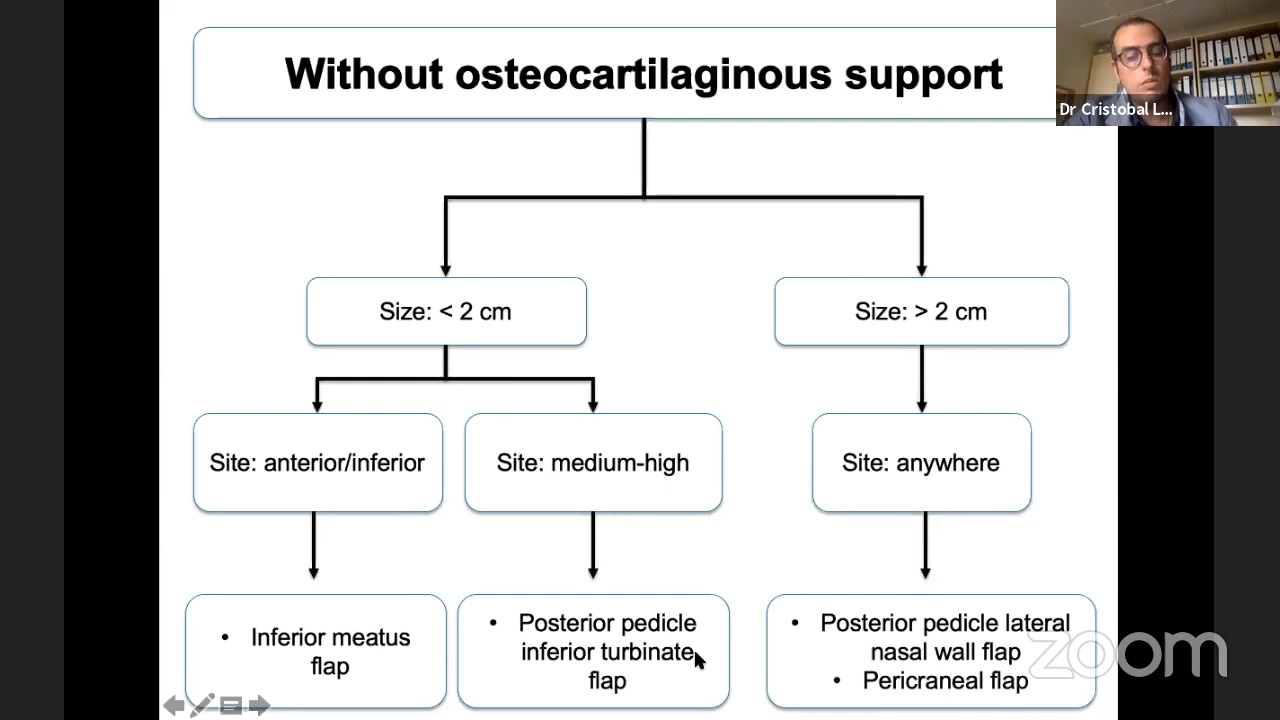 Without osteocartilaginous support
Dr Cristobal L...
Size: < 2 cm
Size: > 2 cm
Site: anterior/inferior
Site: medium-high
Site: anywhere
• Inferior meatus
flap
• Posterior pedicle
inferior turbinate
flap
• Posterior pedicle lateral
nasal wall flap
• Pericraneal flap
zoom